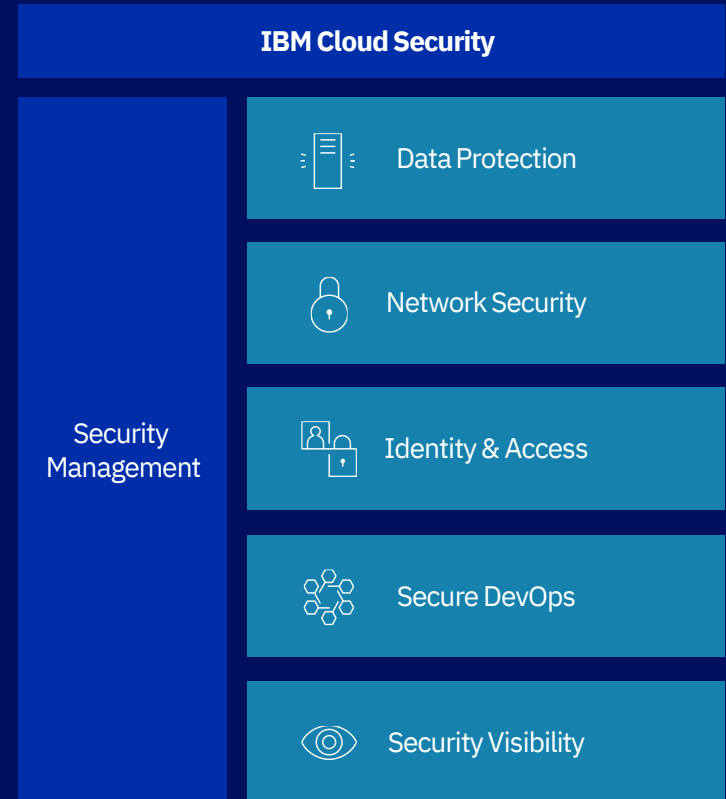 IBM Cloud Security
Security
Management
Data Protection
Network Security
Identity & Access
Secure DevOps
Security Visibility